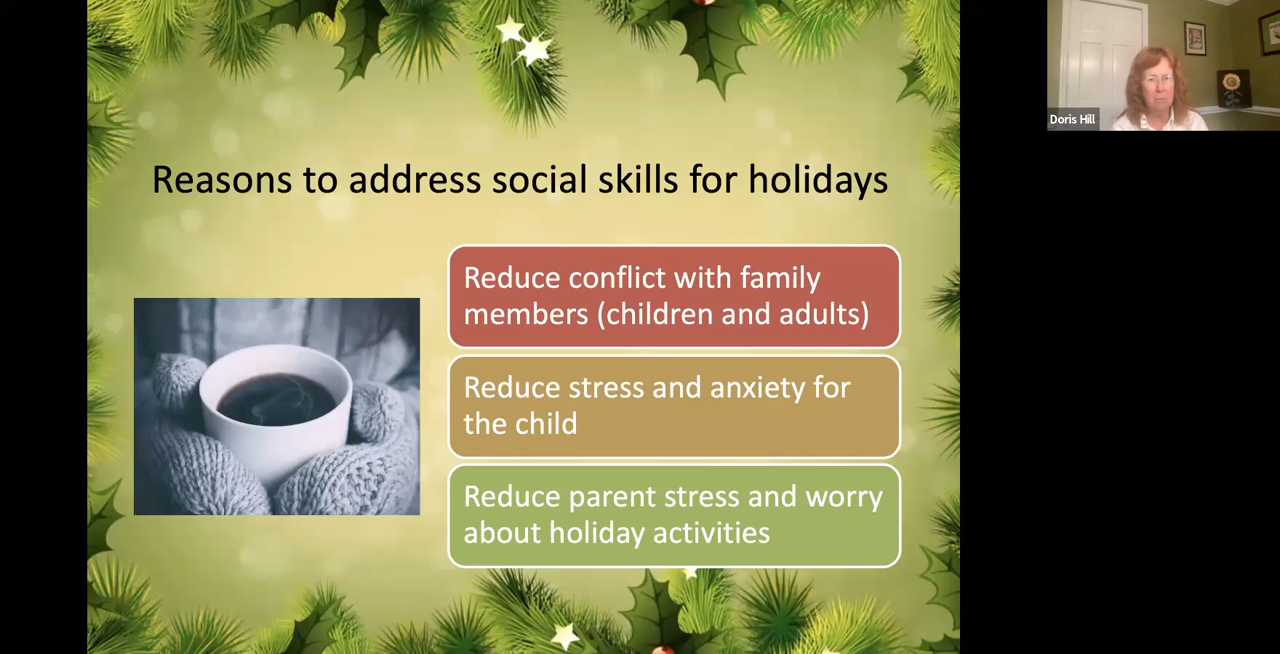 Reasons to address social skills for holidays
Reduce conflict with family
members (children and adults)
Reduce stress and anxiety for
the child
Reduce parent stress and worry
about holiday activities
Doris Hill